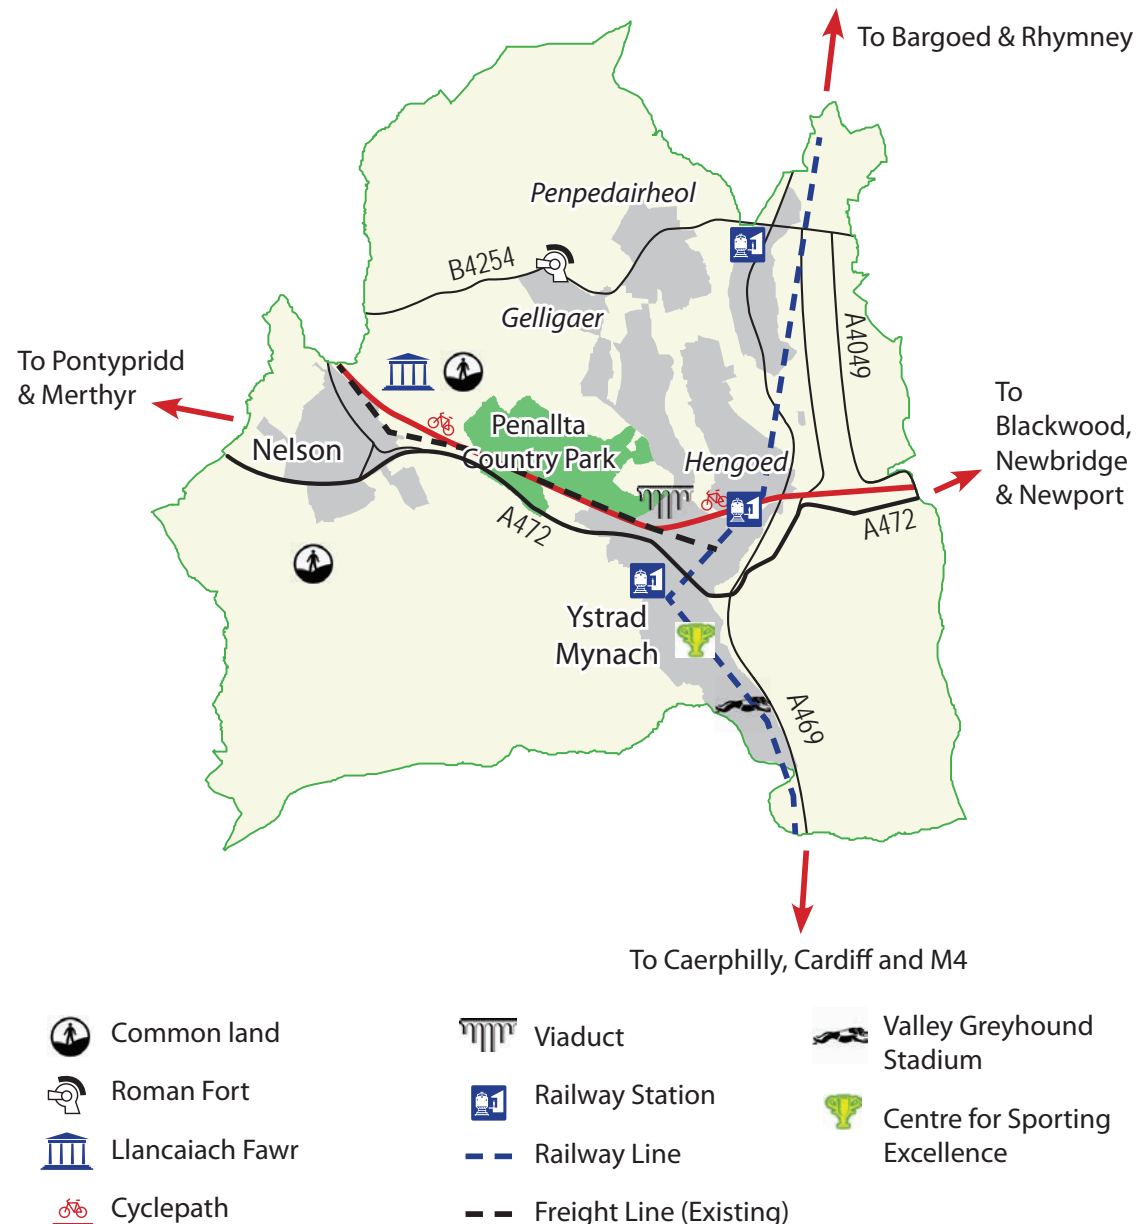 To Bargoed & Rhymney
Penpedairheol
B4254
Gelligaer
A4049
To Pontypridd
& Merthyr
To
Blackwood,
Newbridge
& Newport
Nelson
Penallta
Country Park
Hengoed
A472
A472
Ystrad
Mynach
A469
To Caerphilly, Cardiff and M4
Common land
Roman Fort
Llancaiach Fawr
Cyclepath
Viaduct
Railway Station
Railway Line
Freight Line (Existing)
Valley Greyhound
Stadium
Centre for Sporting
Excellence